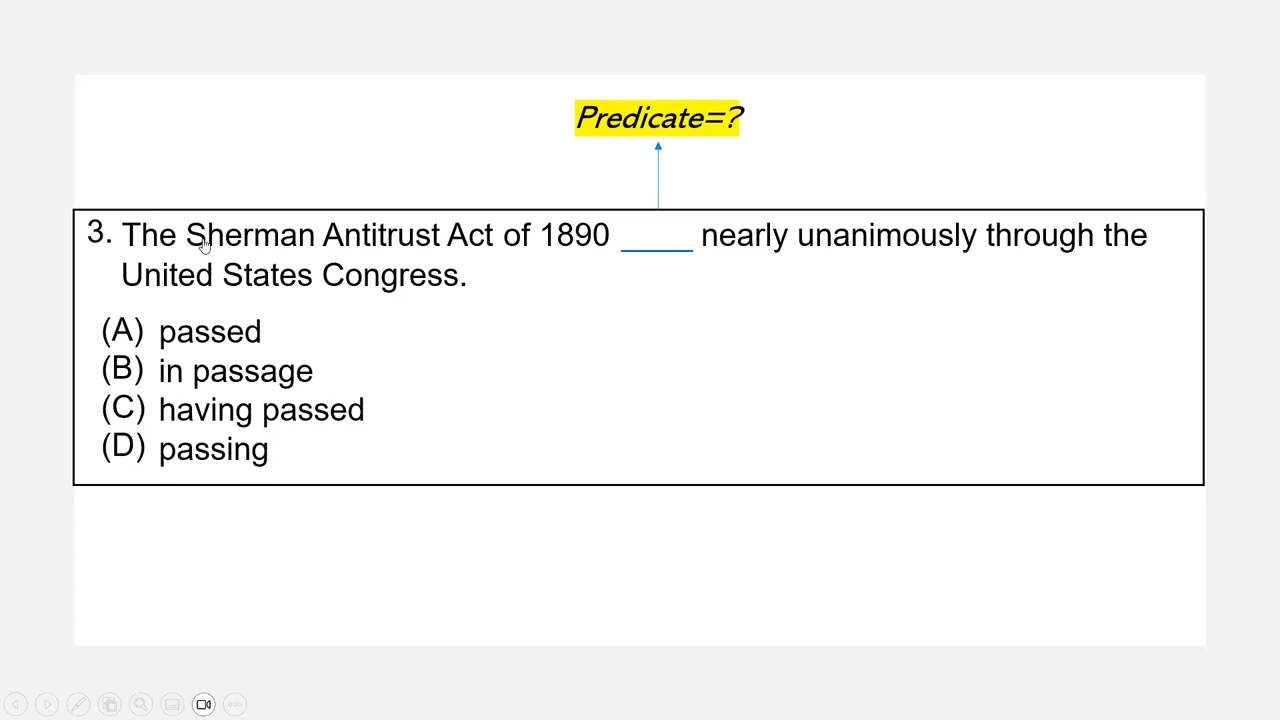 Predicate=?
3. The Sherman Antitrust Act of 1890 _____ nearly unanimously through the
United States Congress.
(A) passed
(B) in passage
(C) having passed
(D) passing